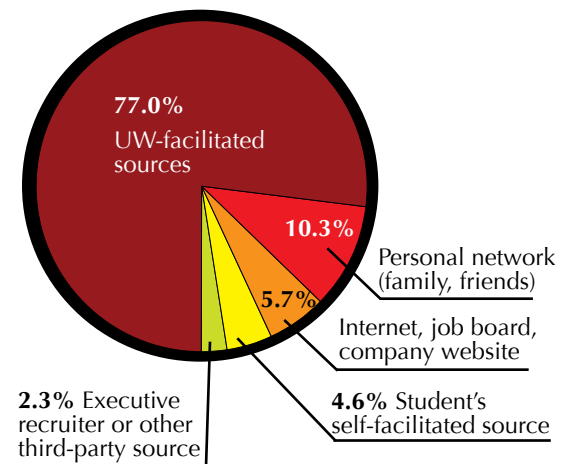 77.0%
UW-facilitated
sources
10.3%
Personal network
(family, friends)
5.7%
Internet, job board,
company website
2.3% Executive
recruiter or other
third-party source
4.6% Student’s
self-facilitated source